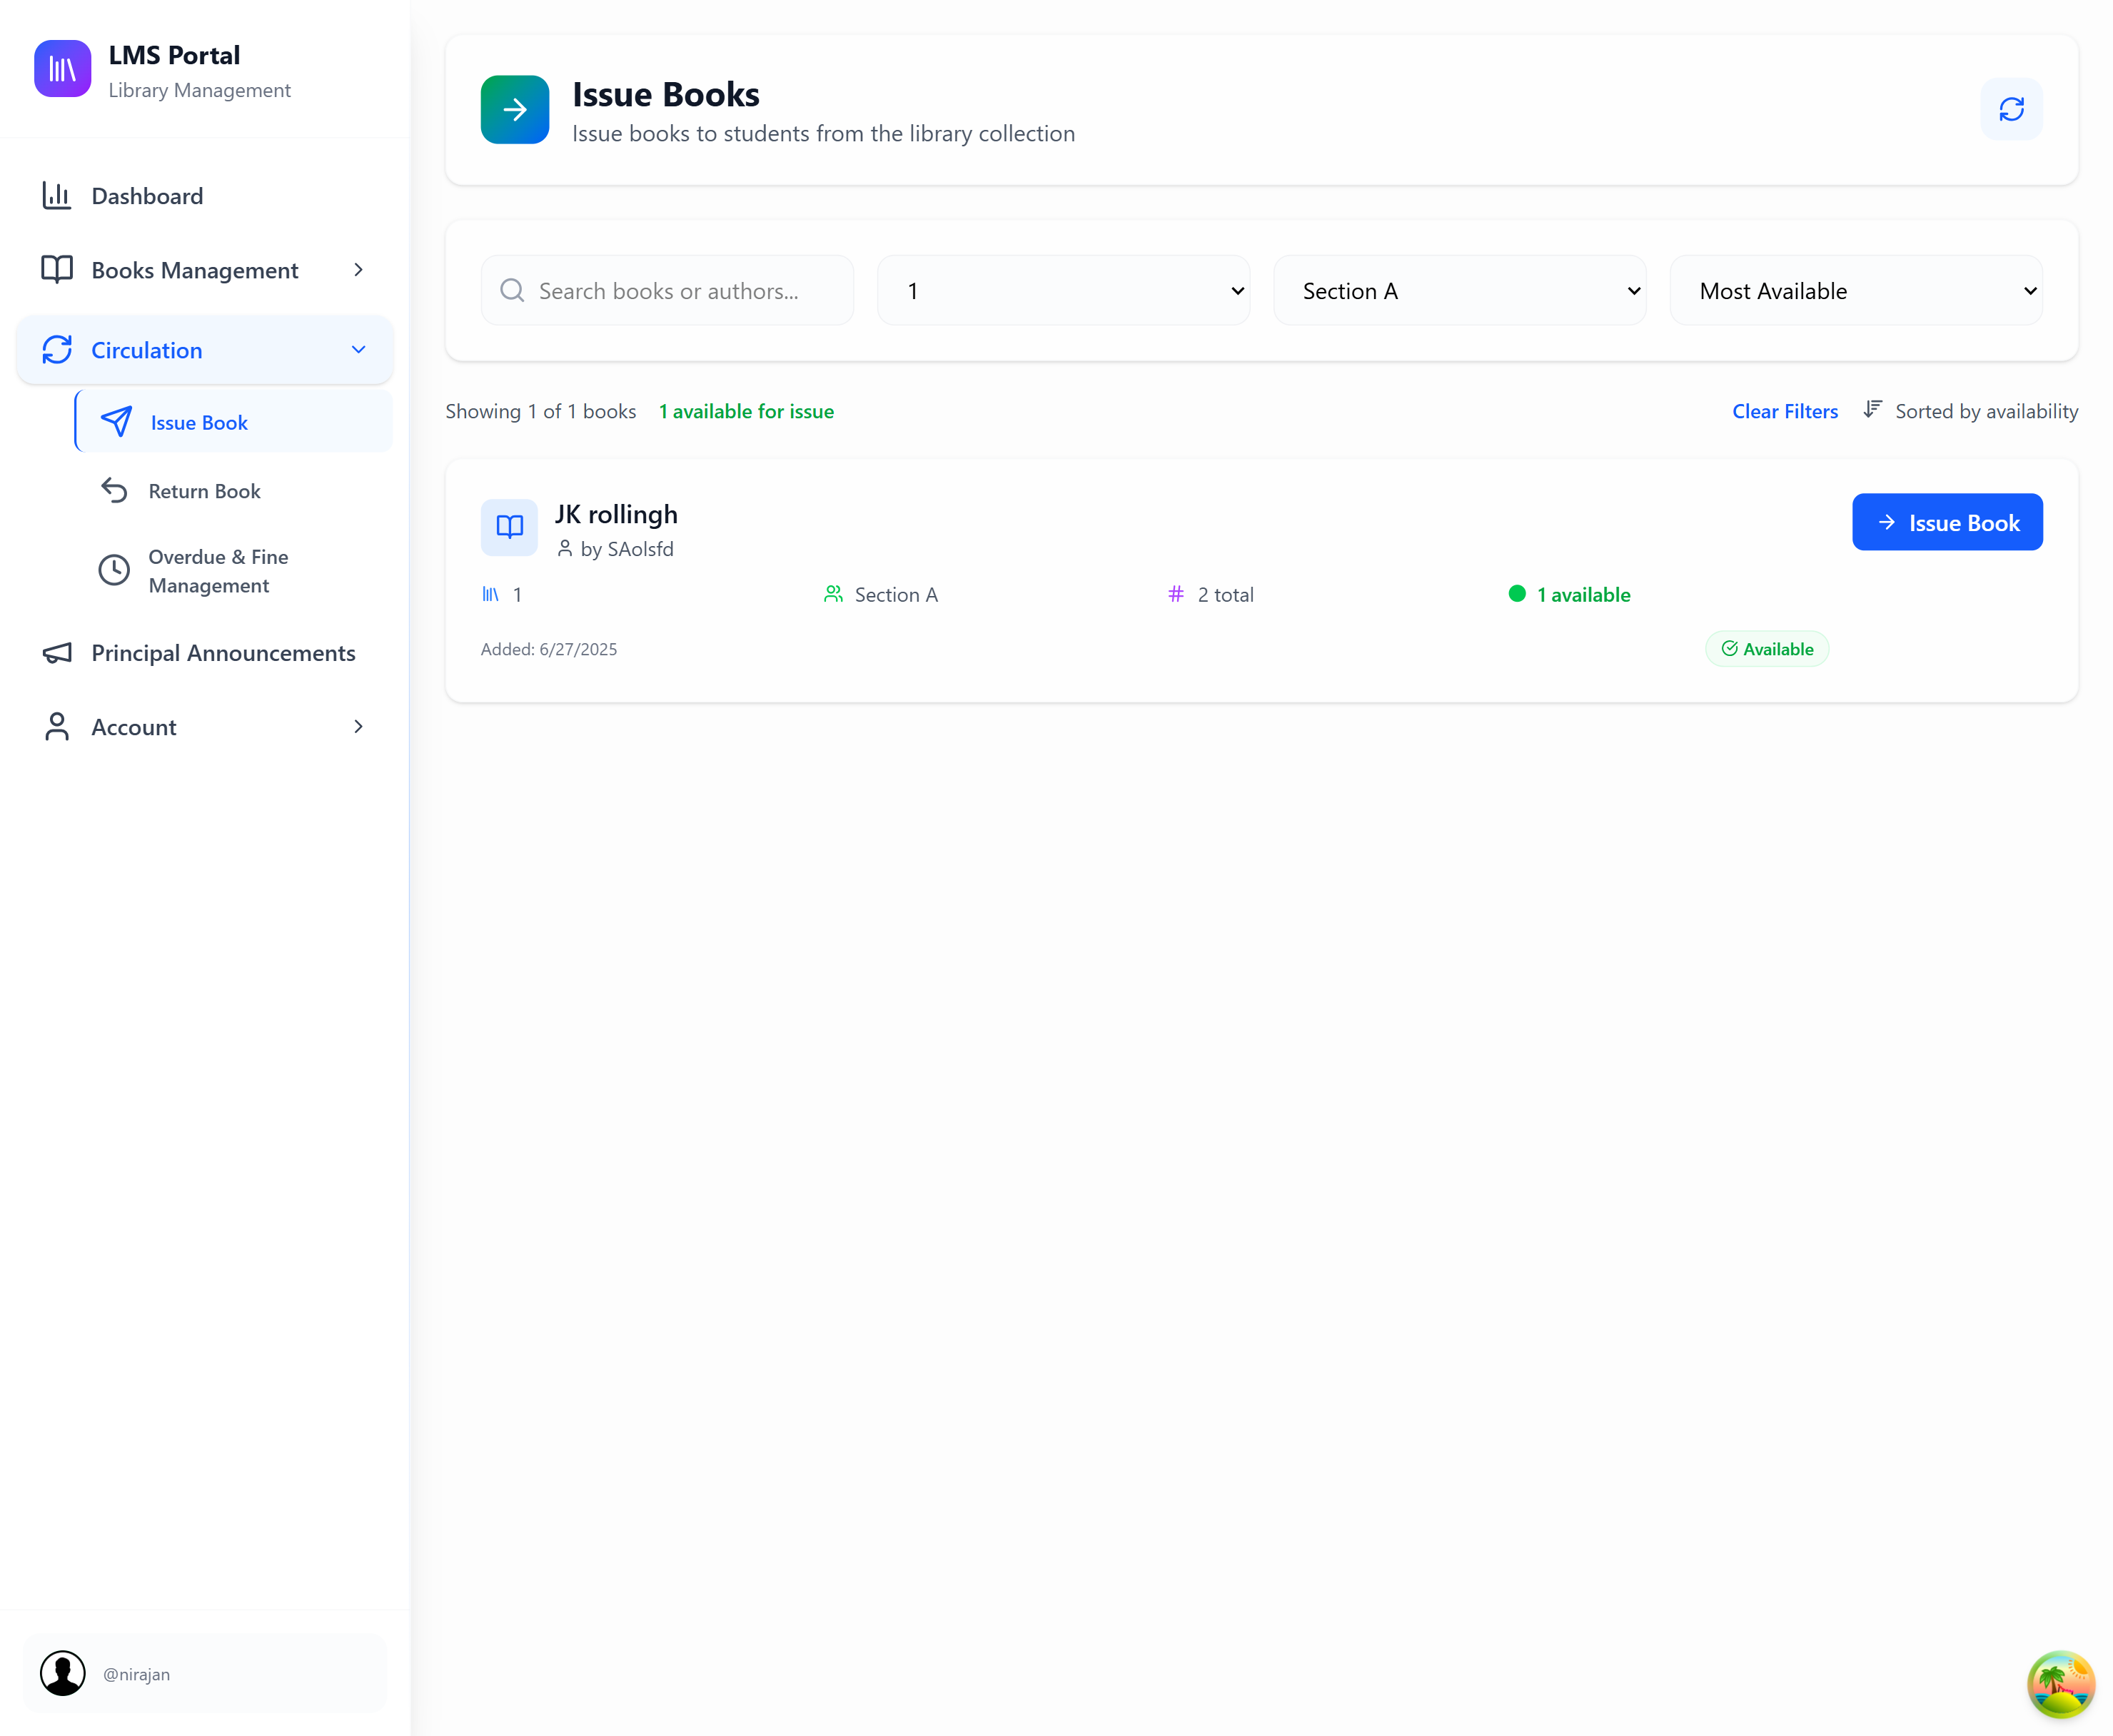 LMS Portal
Library Management
Dashboard
Books Management
Circulation
Issue Book
Return Book
Overdue & Fine
Management
Principal Announcements
Account
@nirajan
Issue Books
Issue books to students from the library collection
Search books or authors...
1
Section A
Most Available
Showing 1 of 1 books 1 available for issue
Clear Filters Sorted by availability
JK rollingh
by SAolsfd
Issue Book
1 Section A # 2 total 1 available
Added: 6/27/2025 Available